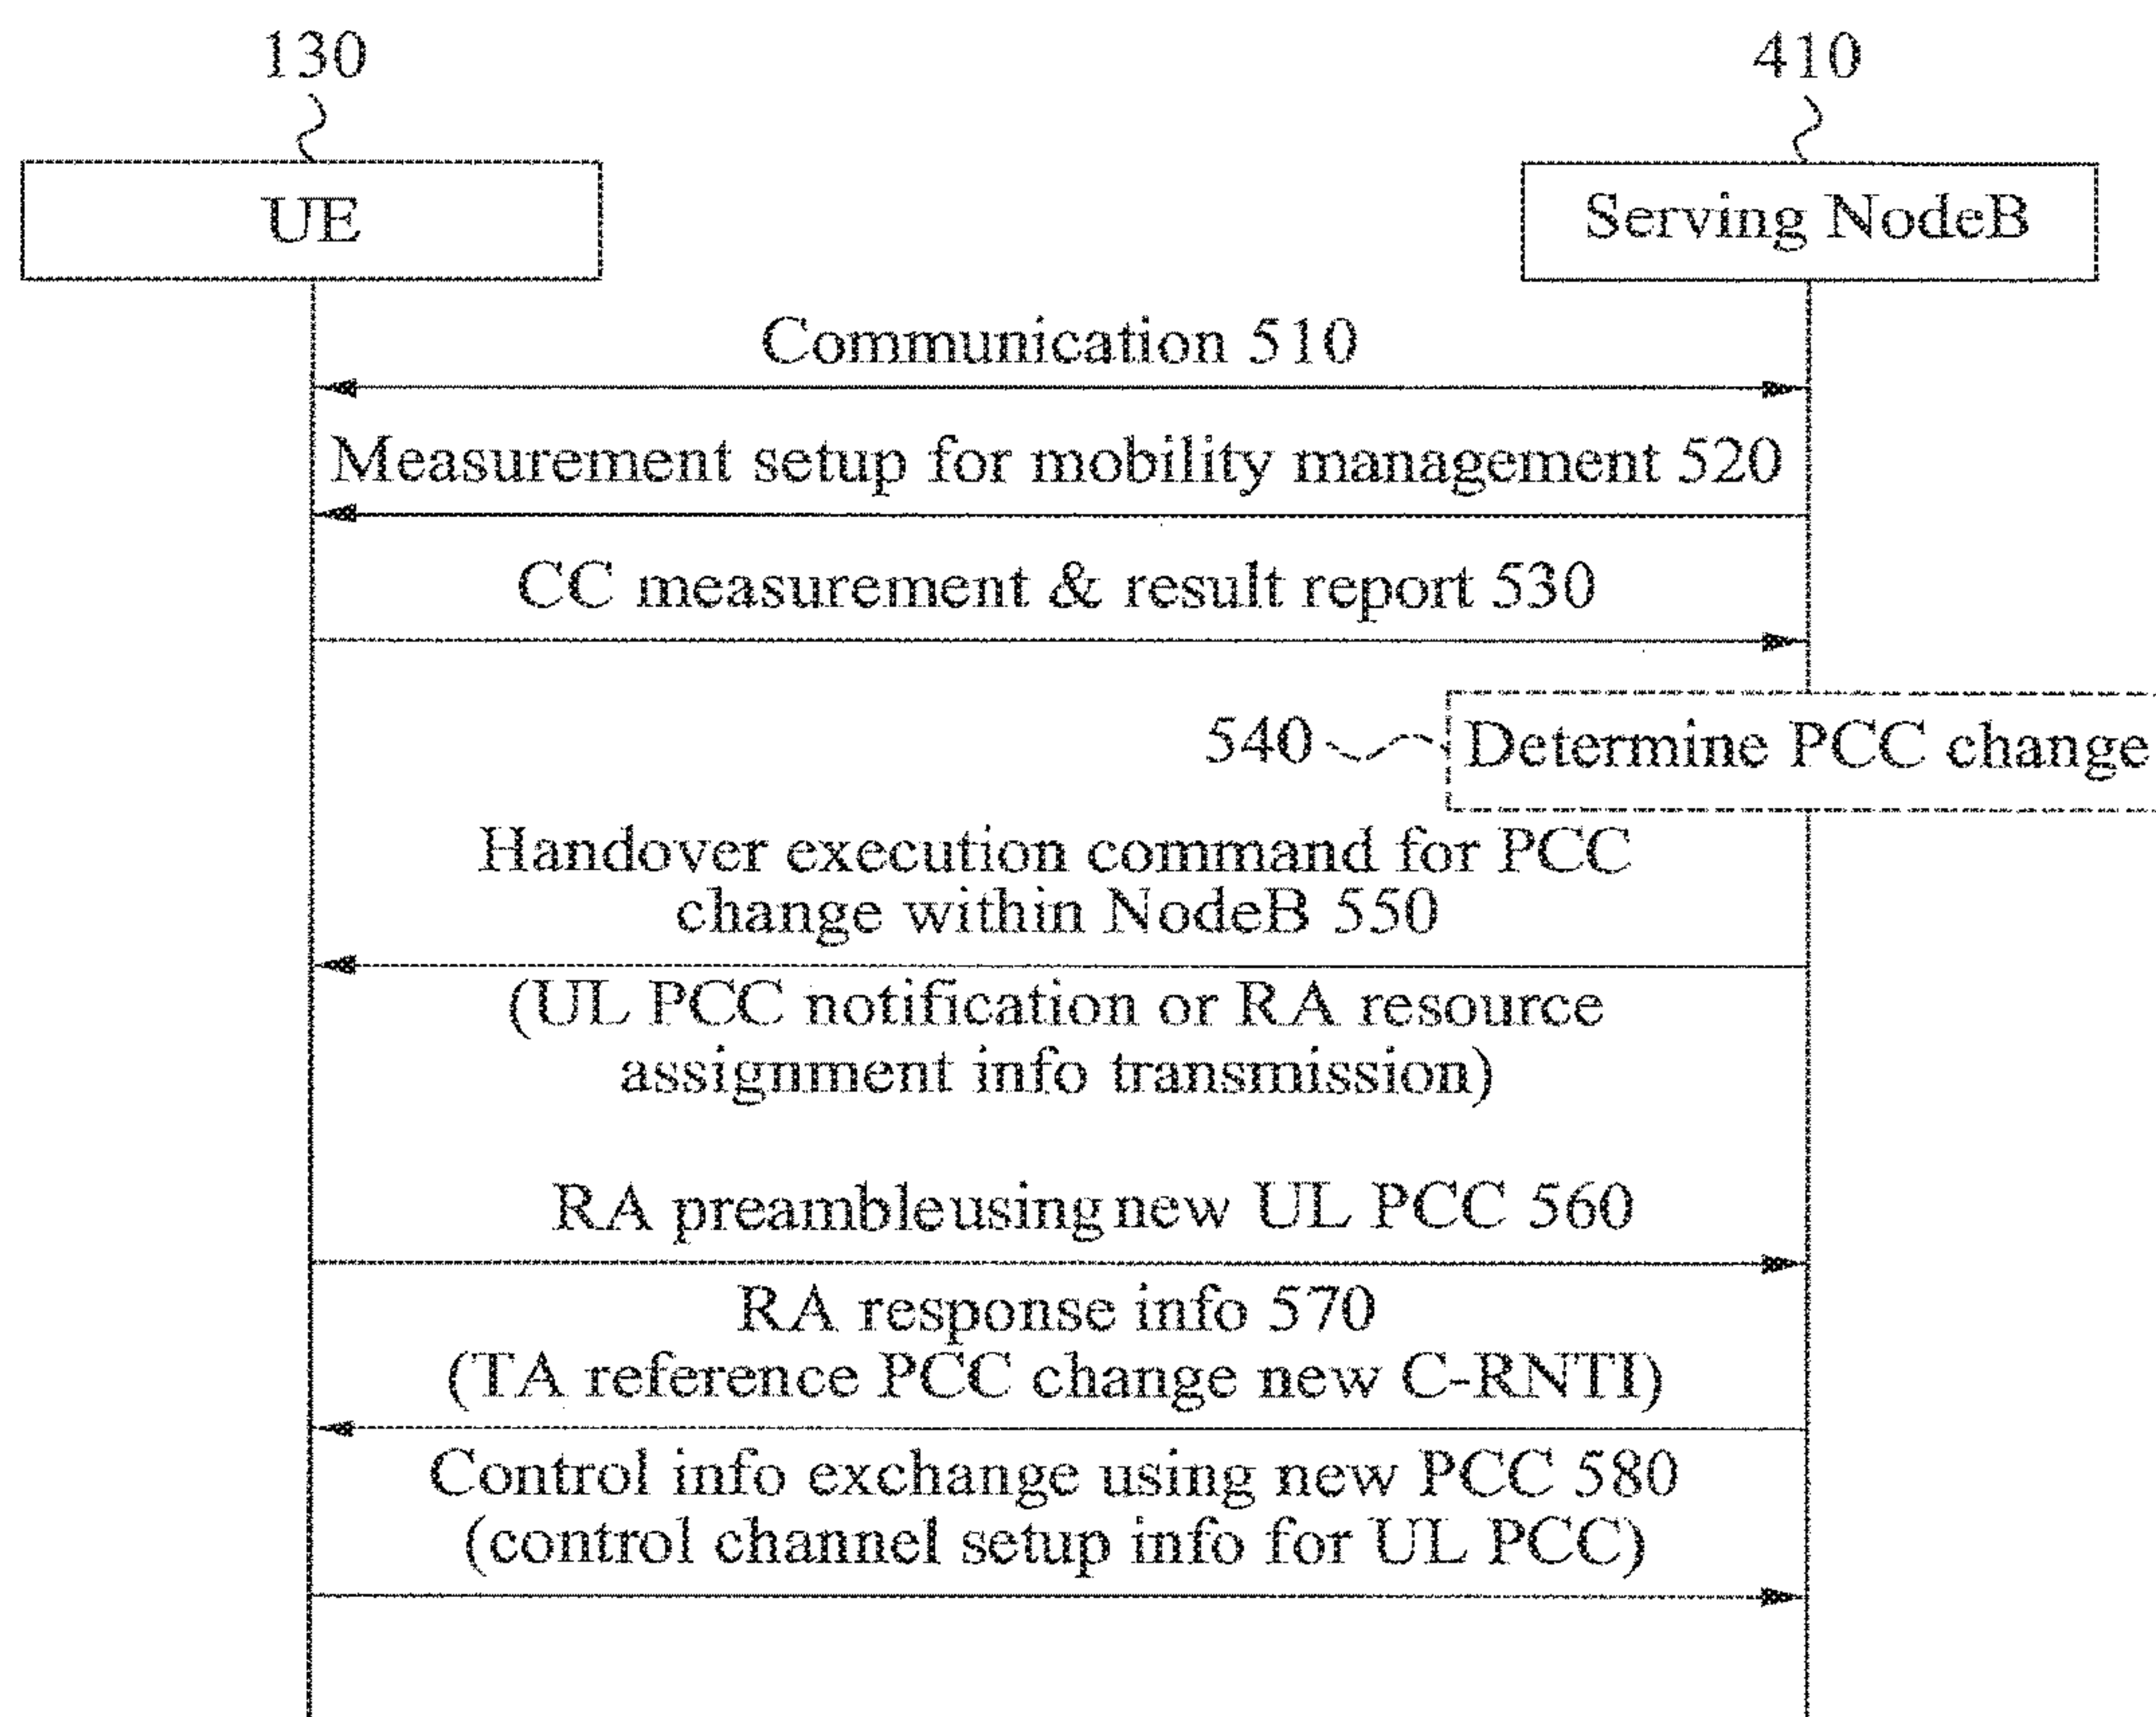 130
410
UE
Serving NodeB
Communication 510
Measurement setup for mobility management 520
CC measurement & result report 530
540
Determine PCC change
Handover execution command for PCC
change within NodeB 550
(UL PCC notification or RA resource
assignment info transmission)
RA preamble using new UL PCC 560
RA response info 570
(TA reference PCC change new C-RNTI)
Control info exchange using new PCC 580
(control channel setup info for UL PCC)